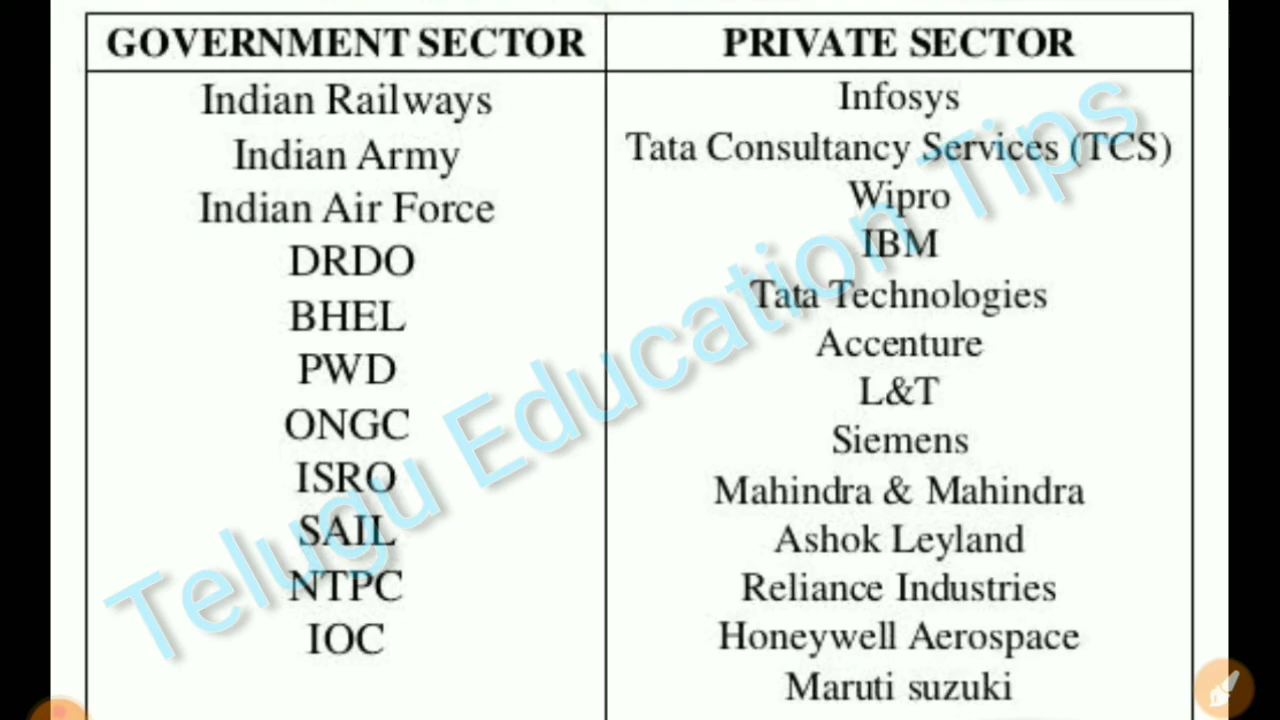 GOVERNMENT SECTOR
Indian Railways
Indian Army
Indian Air Force
DRDO
BHEL
PWD
ONGC
ISRO
SAIL
NTPC
IOC
PRIVATE SECTOR
Infosys
Tata Consultancy Services (TCS)
Wipro
IBM
Tata Technologies
Accenture
L&T
Siemens
Mahindra & Mahindra
Ashok Leyland
Reliance Industries
Honeywell Aerospace
Maruti suzuki
Telugu Education Tips